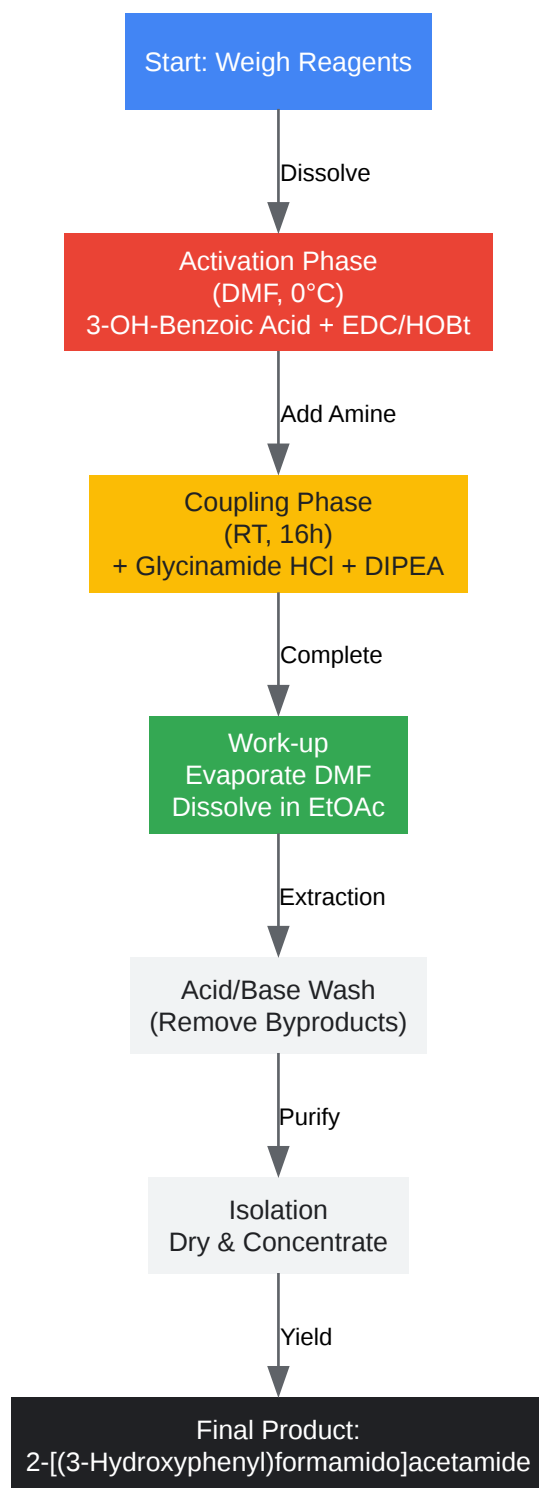 Start: Weigh Reagents
Dissolve
Activation Phase
(DMF, 0°C)
3-OH-Benzoic Acid + EDC/HOBt
Add Amine
Coupling Phase
(RT, 16h)
+ Glycinamide HCl + DIPEA
Complete
Work-up
Evaporate DMF
Dissolve in EtOAc
Extraction
Acid/Base Wash
(Remove Byproducts)
Purify
Isolation
Dry & Concentrate
Yield
Final Product:
2-[(3-Hydroxyphenyl)formamido]acetamide